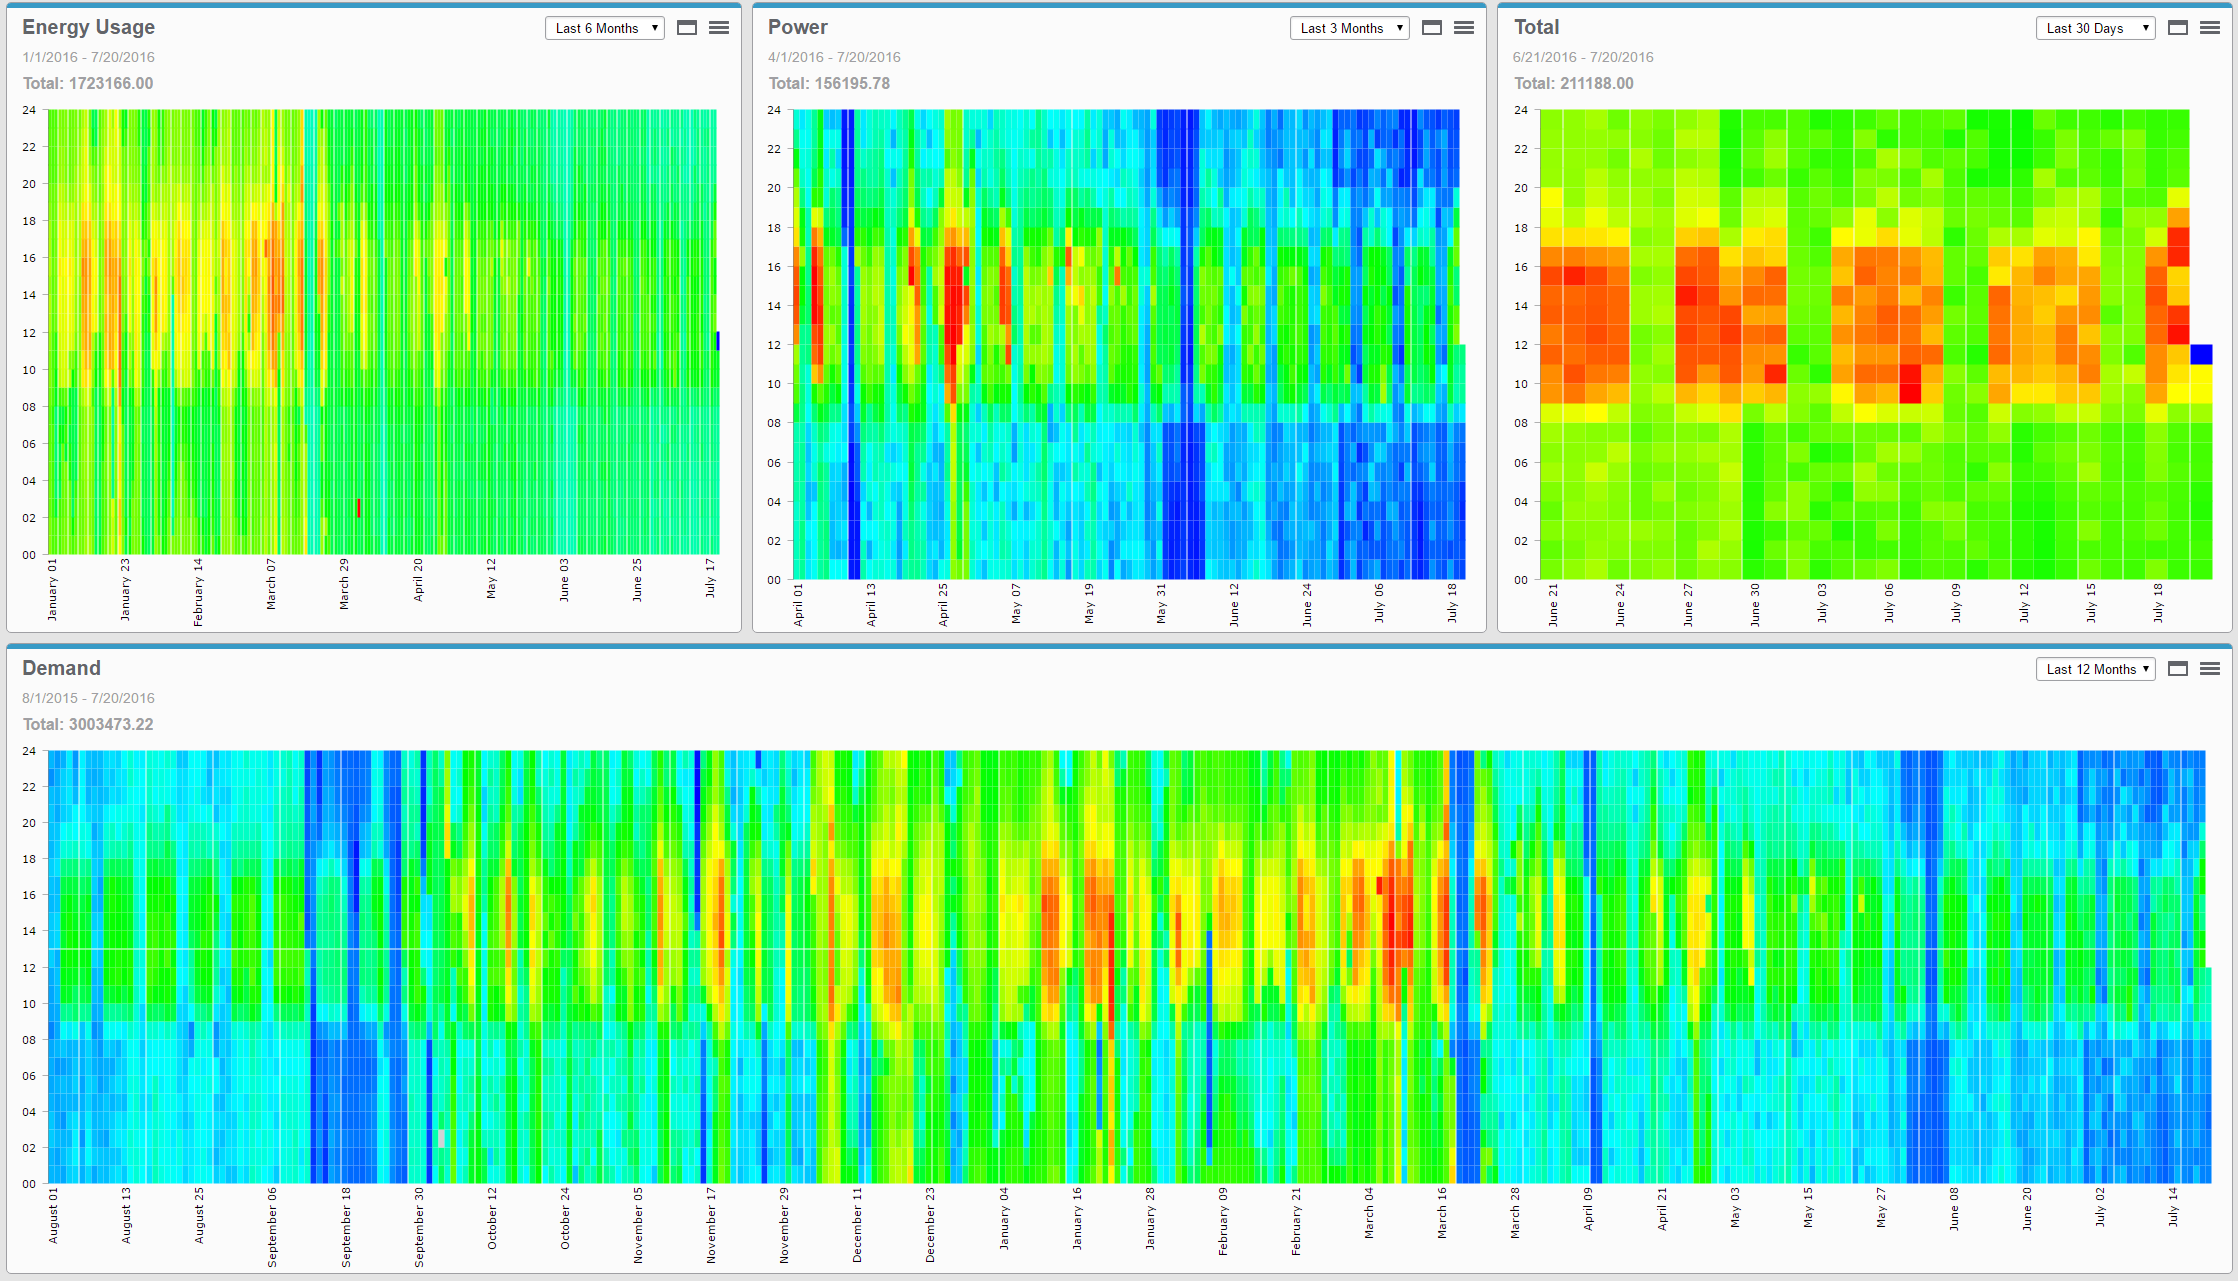 Energy Usage
Last 6 Months
1/1/2016 - 7/20/2016
Total: 1723166.00
24
22
20
18
16
14
12
10
08
06
04
02
00
January 01
January 23
February 14
March 07
March 29
April 20
May 12
June 03
June 25
July 17
Power
Last 3 Months
4/1/2016 - 7/20/2016
Total: 156195.78
24
22
20
18
16
14
12
10
08
06
04
02
00
April 01
April 13
April 25
May 07
May 19
May 31
June 12
June 24
July 06
July 18
Total
Last 30 Days
6/21/2016 - 7/20/2016
Total: 211188.00
24
22
20
18
16
14
12
10
08
06
04
02
00
June 21
June 24
June 27
June 30
July 03
July 06
July 09
July 12
July 15
July 18
Demand
Last 12 Months
8/1/2015 - 7/20/2016
Total: 3003473.22
24
22
20
18
16
14
12
10
08
06
04
02
00
August 01
August 13
August 25
September 06
September 18
September 30
October 12
October 24
November 05
November 17
November 29
December 11
December 23
January 04
January 16
January 28
February 09
February 21
March 04
March 16
March 28
April 09
April 21
May 03
May 15
May 27
June 08
June 20
July 02
July 14